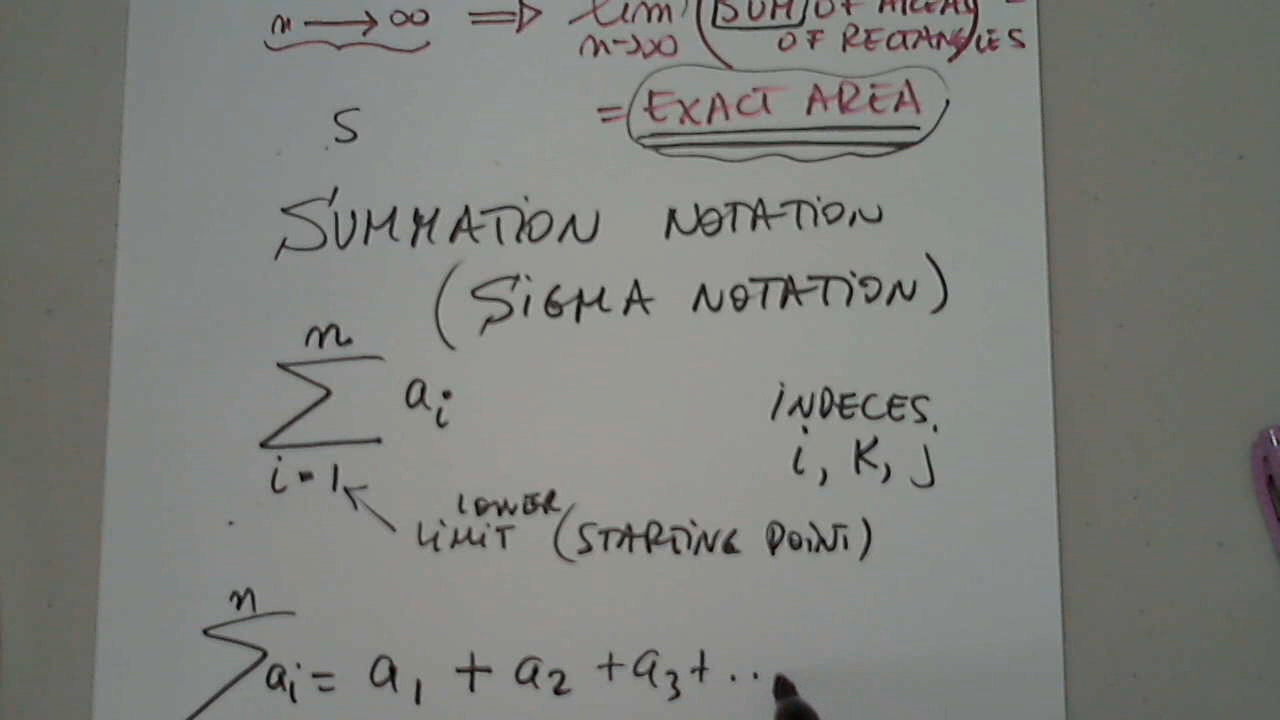 n → ∞ ⇒ lim n→∞ (SUM OF AREAS
OF RECTANGLES
= EXACT AREA
S
SUMMATION NOTATION
(SIGMA NOTATION)
n
∑ ai
i=1
INDECES
i, K, j
LOWER
LIMIT (STARTING POINT)
n
∑ai = a1 + a2 + a3 + ...